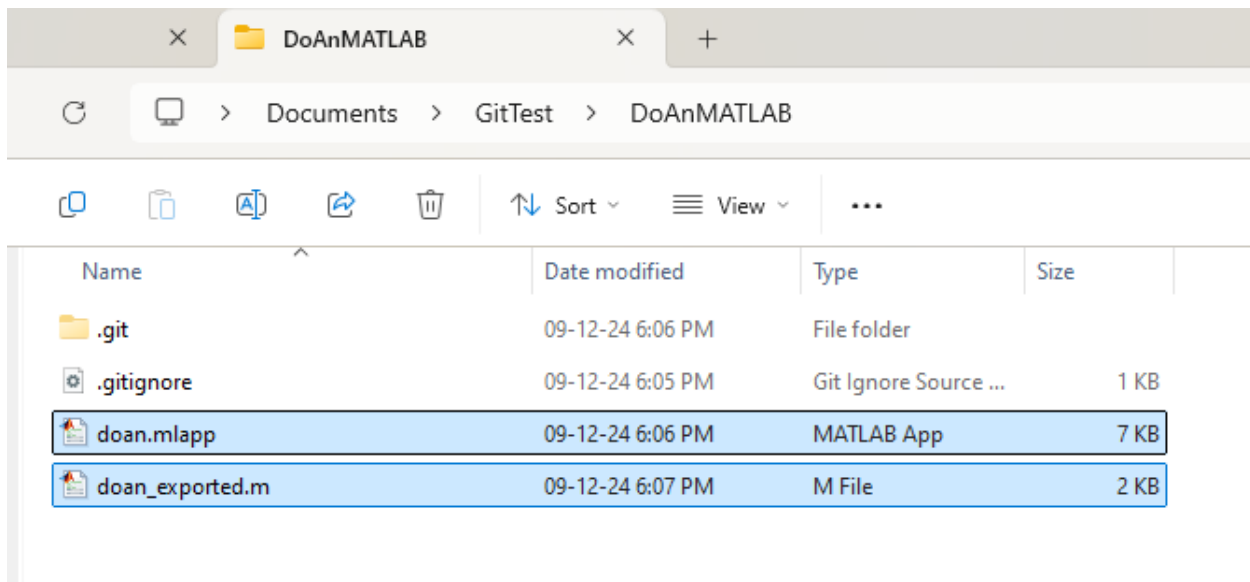 DoAnMATLAB
Documents > GitTest > DoAnMATLAB
Sort View
Name Date modified Type Size
.git 09-12-24 6:06 PM File folder
.gitignore 09-12-24 6:05 PM Git Ignore Source ... 1 KB
doan.mlapp 09-12-24 6:06 PM MATLAB App 7 KB
doan_exported.m 09-12-24 6:07 PM M File 2 KB